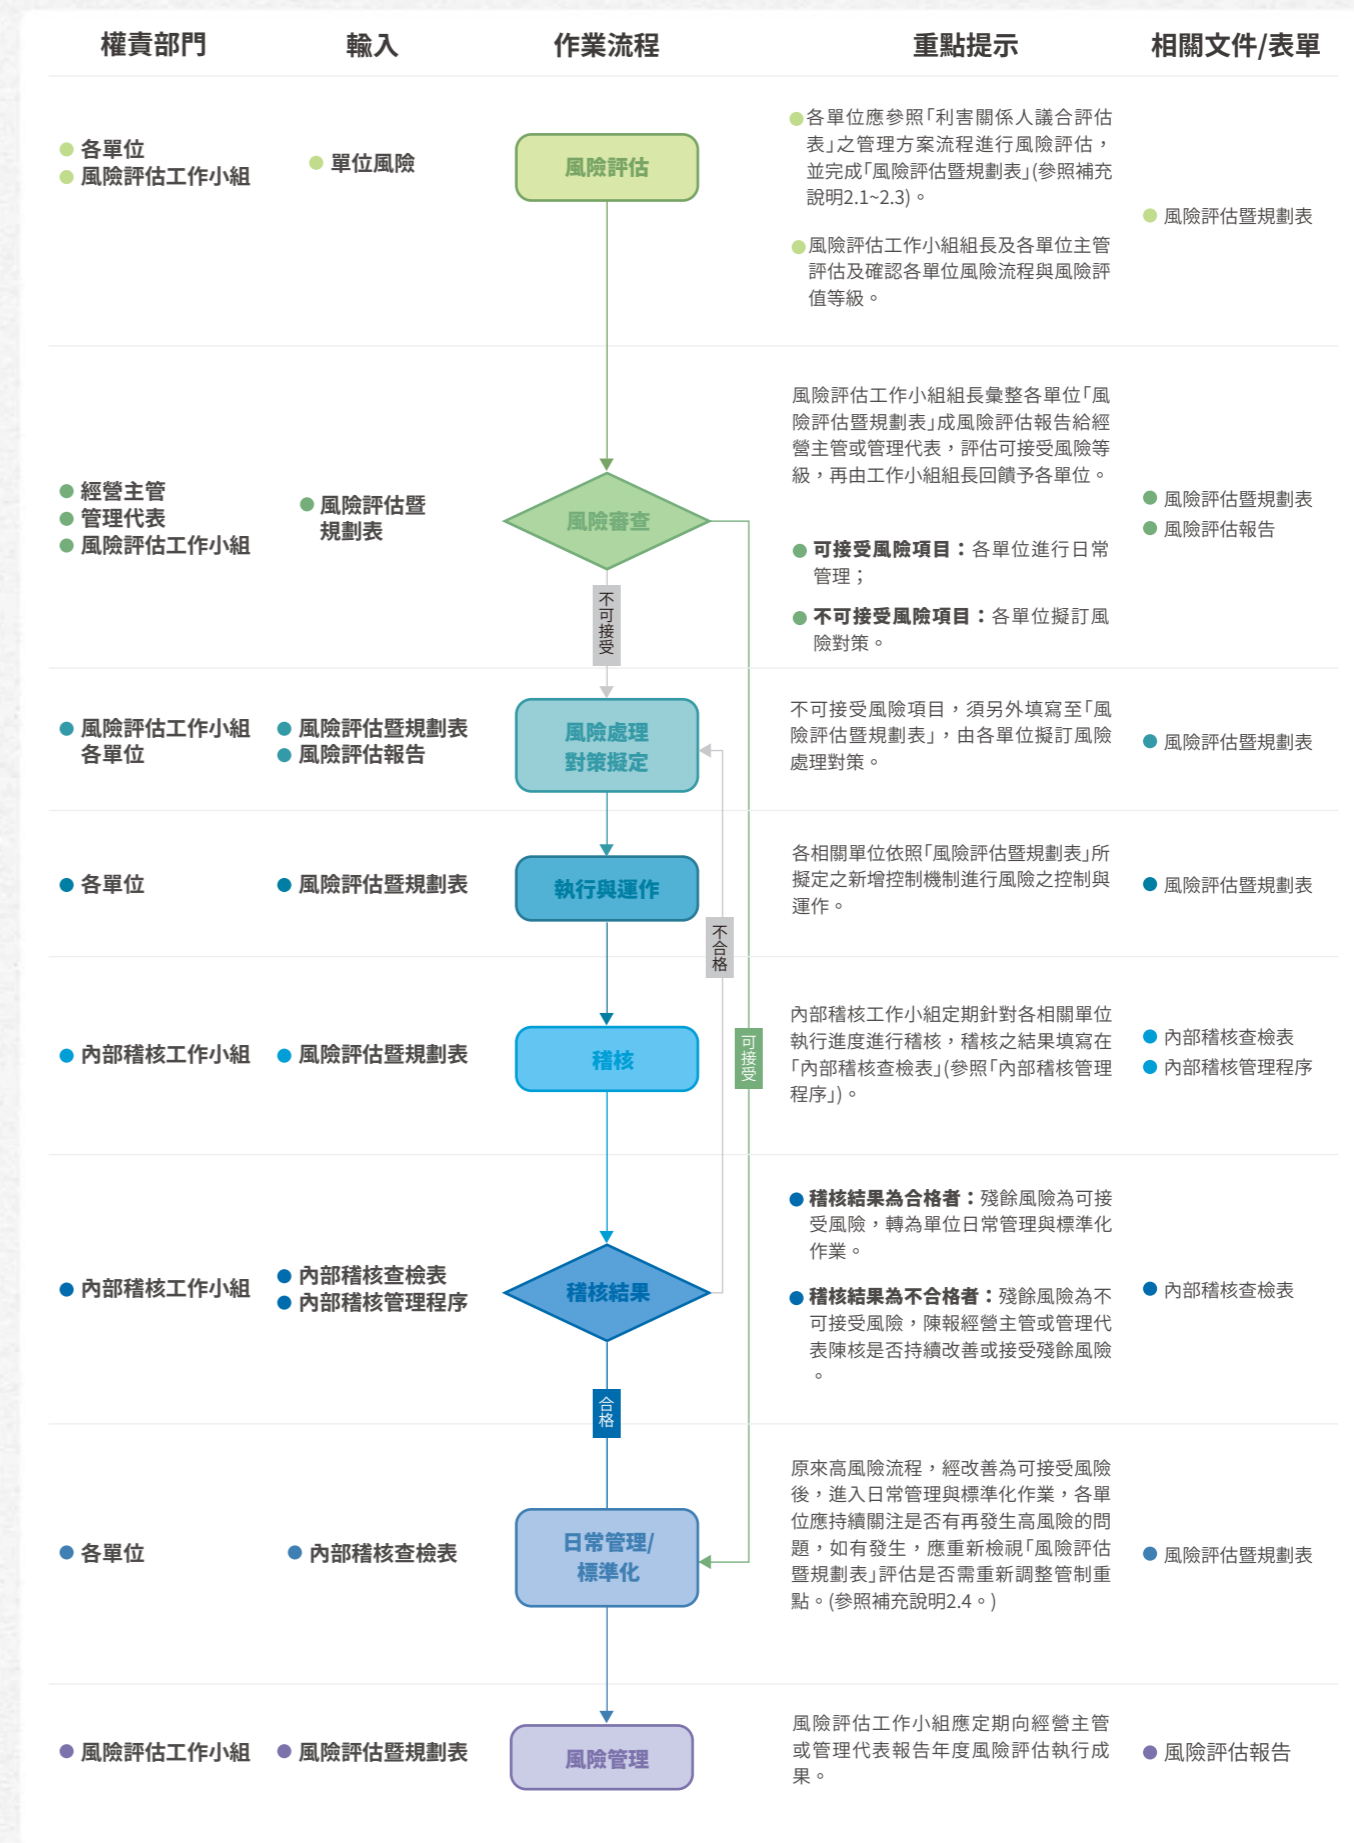 權責部門
輸入
作業流程
重點提示
相關文件/表單
各單位
風險評估工作小組
單位風險
風險評估
各單位應參照「利害關係人議合評估
表」之管理方案流程進行風險評估，
並完成「風險評估暨規劃表」(參照補充
說明2.1~2.3)。
風險評估工作小組組長及各單位主管
評估及確認各單位風險流程與風險評
值等級。
風險評估暨規劃表
經營主管
管理代表
風險評估工作小組
風險評估暨
規劃表
風險審查
不可接受
風險評估工作小組組長彙整各單位「風
險評估暨規劃表」成風險評估報告給經
營主管或管理代表，評估可接受風險等
級，再由工作小組組長回饋予各單位。
可接受風險項目：各單位進行日常
管理；
不可接受風險項目：各單位擬訂風
險對策。
風險評估暨規劃表
風險評估報告
風險評估工作小組
各單位
風險評估暨規劃表
風險評估報告
風險處理
對策擬定
不可接受風險項目，須另外填寫至「風
險評估暨規劃表」，由各單位擬訂風險
處理對策。
風險評估暨規劃表
各單位
風險評估暨規劃表
執行與運作
不合格
各相關單位依照「風險評估暨規劃表」所
擬定之新增控制機制進行風險之控制與
運作。
風險評估暨規劃表
內部稽核工作小組
風險評估暨規劃表
稽核
可接受
內部稽核工作小組定期針對各相關單位
執行進度進行稽核，稽核之結果填寫在
「內部稽核查檢表」(參照「內部稽核管理
程序」)。
內部稽核查檢表
內部稽核管理程序
內部稽核工作小組
內部稽核查檢表
內部稽核管理程序
稽核結果
合格
稽核結果為合格者：殘餘風險為可接
受風險，轉為單位日常管理與標準化
作業。
稽核結果為不合格者：殘餘風險為不
可接受風險，陳報經營主管或管理代
表陳核是否持續改善或接受殘餘風險
。
內部稽核查檢表
各單位
內部稽核查檢表
日常管理/
標準化
原來高風險流程，經改善為可接受風險
後，進入日常管理與標準化作業，各單
位應持續關注是否有再發生高風險的問
題，如有發生，應重新檢視「風險評估
暨規劃表」評估是否需重新調整管制重
點。(參照補充說明2.4。)
風險評估暨規劃表
風險評估工作小組
風險評估暨規劃表
風險管理
風險評估工作小組應定期向經營主管
或管理代表報告年度風險評估執行成
果。
風險評估報告